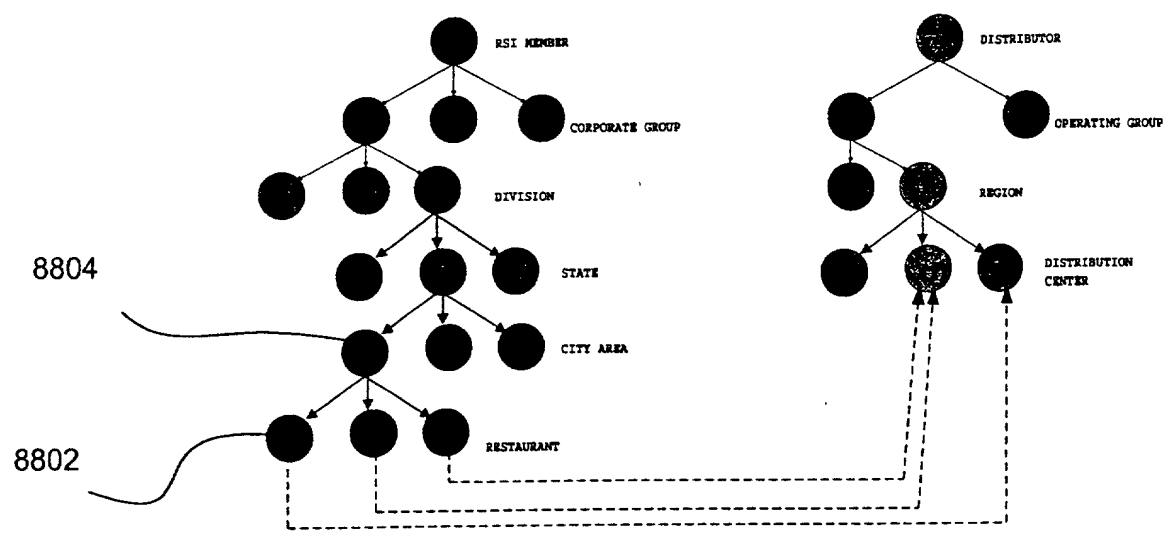 RSI MEMBER
DISTRIBUTOR
CORPORATE GROUP
OPERATING GROUP
DIVISION
REGION
8804
STATE
DISTRIBUTION
CENTER
CITY AREA
8802
RESTAURANT